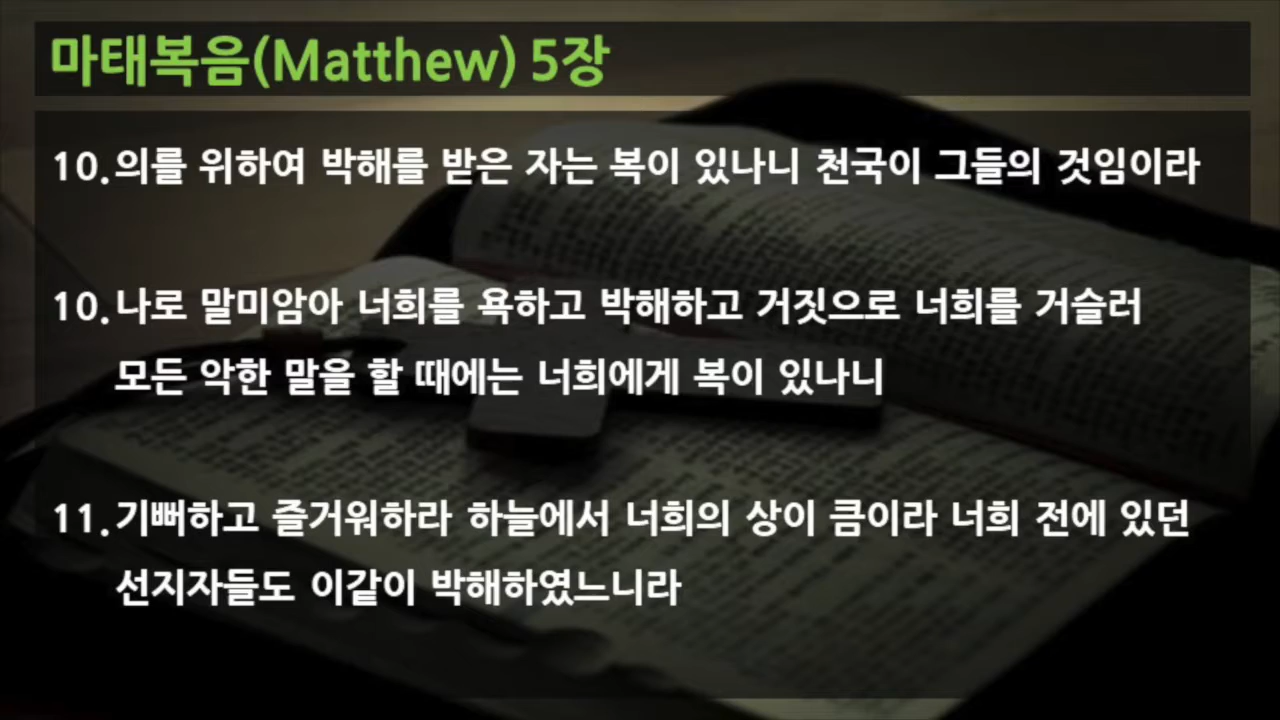 마태복음(Matthew) 5장
10.의를 위하여 박해를 받은 자는 복이 있나니 천국이 그들의 것임이라
10.나로 말미암아 너희를 욕하고 박해하고 거짓으로 너희를 거슬러
모든 악한 말을 할 때에는 너희에게 복이 있나니
11.기뻐하고 즐거워하라 하늘에서 너희의 상이 큼이라 너희 전에 있던
선지자들도 이같이 박해하였느니라